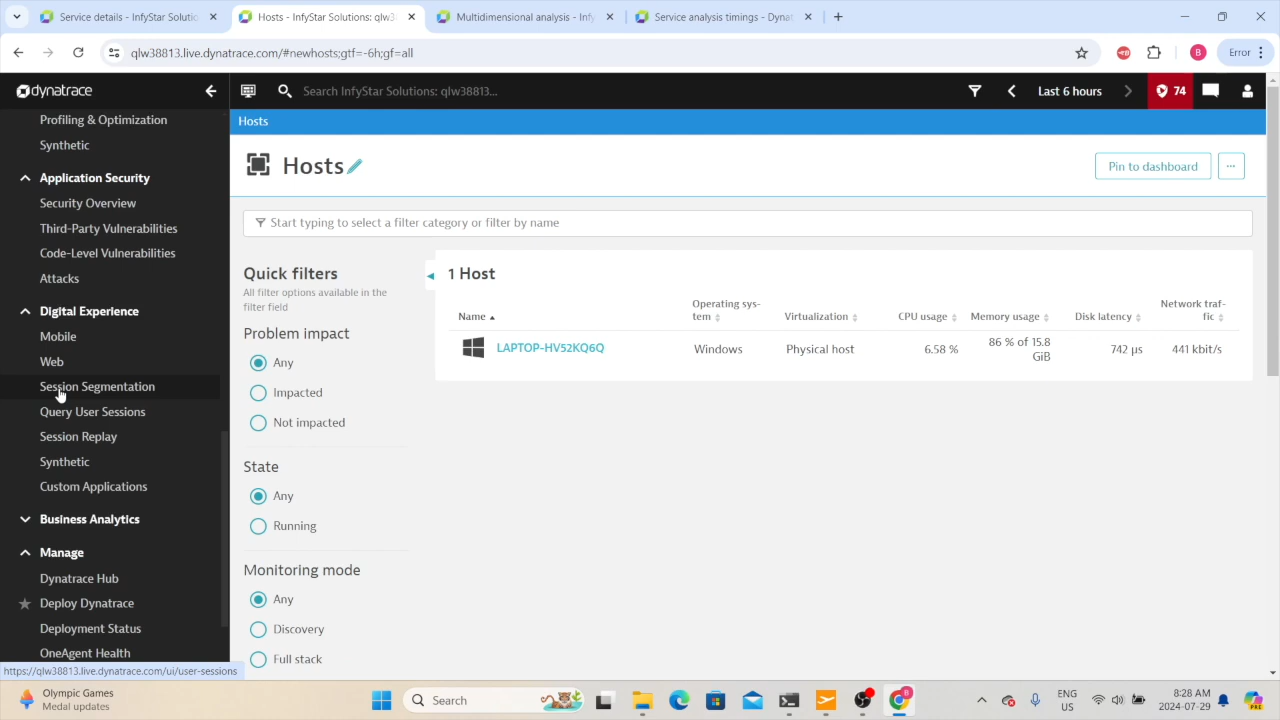 Service details - InfyStar Solutio
Hosts - InfyStar Solutions: qlw3
Multidimensional analysis - Infy
Service analysis timings - Dynat
qlw38813.live.dynatrace.com/#newhosts;gtf=-6h;gf=all
B
Error
dynatrace
Search InfyStar Solutions: qlw38813...
Last 6 hours
74
Profiling & Optimization
Synthetic
Application Security
Security Overview
Third-Party Vulnerabilities
Code-Level Vulnerabilities
Attacks
Digital Experience
Mobile
Web
Session Segmentation
Query User Sessions
Session Replay
Synthetic
Custom Applications
Business Analytics
Manage
Dynatrace Hub
Deploy Dynatrace
Deployment Status
OneAgent Health
https://qlw38813.live.dynatrace.com/ui/user-sessions
Hosts
Hosts
Pin to dashboard
...
Start typing to select a filter category or filter by name
Quick filters
All filter options available in the
filter field
Problem impact
Any
Impacted
Not impacted
State
Any
Running
Monitoring mode
Any
Discovery
Full stack
1 Host
Name
Operating sys-
tem
Virtualization
CPU usage
Memory usage
Disk latency
Network traf-
fic
LAPTOP-HV52KQ6Q
Windows
Physical host
6.58 %
86 % of 15.8
GiB
742 µs
441 kbit/s
Olympic Games
Medal updates
Search
ENG
US
8:28 AM
2024-07-29